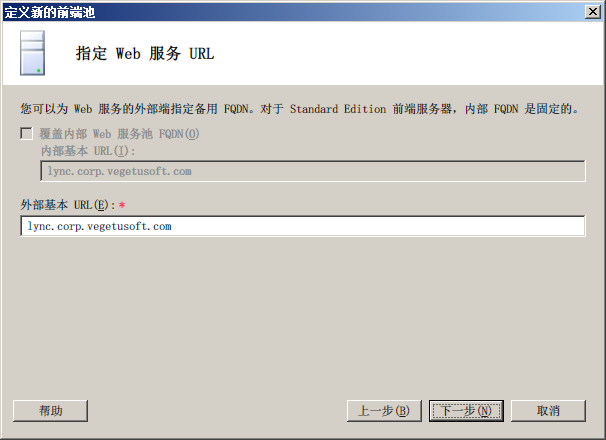 定义新的前端池
指定 Web 服务 URL
您可以为 Web 服务的外部端指定备用 FQDN。对于 Standard Edition 前端服务器，内部 FQDN 是固定的。
覆盖内部 Web 服务池 FQDN(O)
内部基本 URL(I):
lync.corp.vegetusoft.com
外部基本 URL(E):*
lync.corp.vegetusoft.com
帮助 上一步(B) 下一步(N) 取消